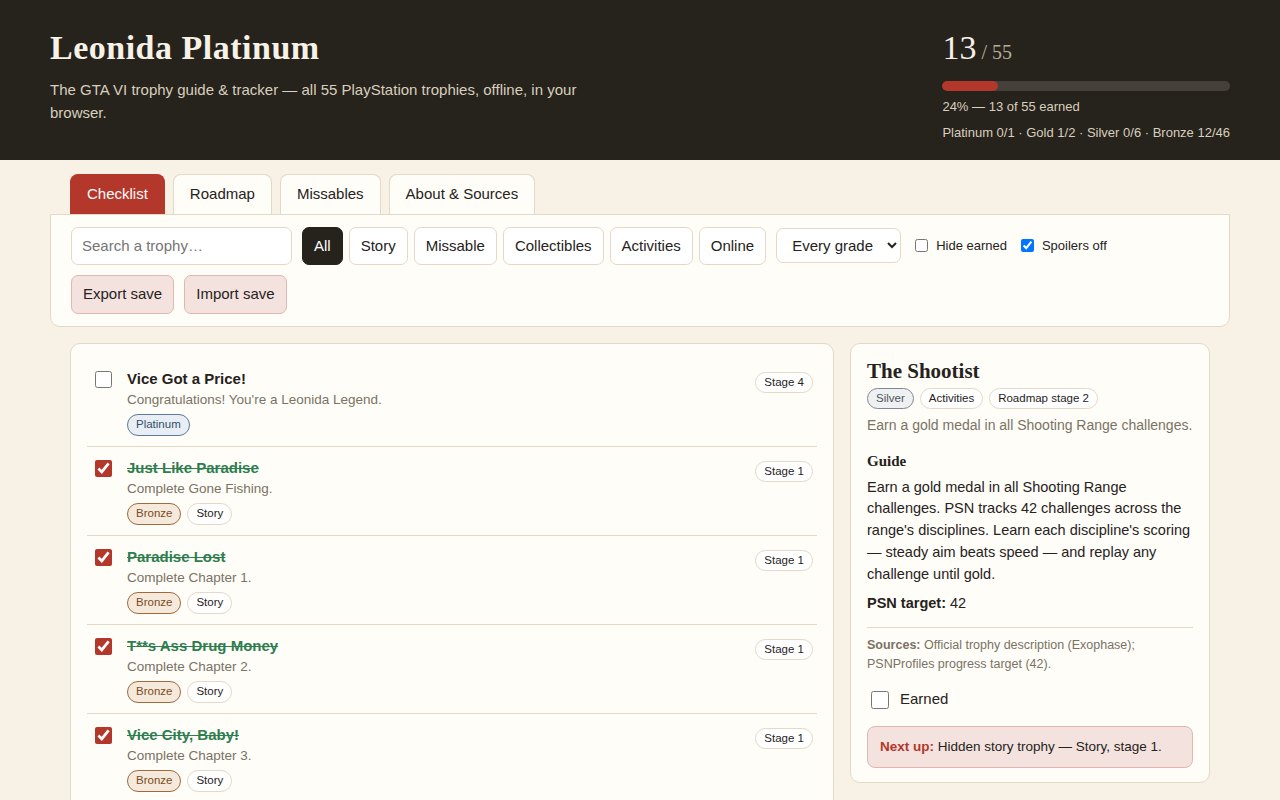 Leonida Platinum
The GTA VI trophy guide & tracker — all 55 PlayStation trophies, offline, in your
browser.
13 / 55
24% — 13 of 55 earned
Platinum 0/1 · Gold 1/2 · Silver 0/6 · Bronze 12/46
Checklist
Roadmap
Missables
About & Sources
Search a trophy…
All
Story
Missable
Collectibles
Activities
Online
Every grade
Hide earned
Spoilers off
Export save
Import save
Vice Got a Price!
Stage 4
Congratulations! You're a Leonida Legend.
Platinum
Just Like Paradise
Stage 1
Complete Gone Fishing.
Bronze
Story
Paradise Lost
Stage 1
Complete Chapter 1.
Bronze
Story
T**s Ass Drug Money
Stage 1
Complete Chapter 2.
Bronze
Story
Vice City, Baby!
Stage 1
Complete Chapter 3.
Bronze
Story
The Shootist
Silver
Activities
Roadmap stage 2
Earn a gold medal in all Shooting Range challenges.
Guide
Earn a gold medal in all Shooting Range
challenges. PSN tracks 42 challenges across the
range's disciplines. Learn each discipline's scoring
— steady aim beats speed — and replay any
challenge until gold.
PSN target: 42
Sources: Official trophy description (Exophase);
PSNProfiles progress target (42).
Earned
Next up: Hidden story trophy — Story, stage 1.